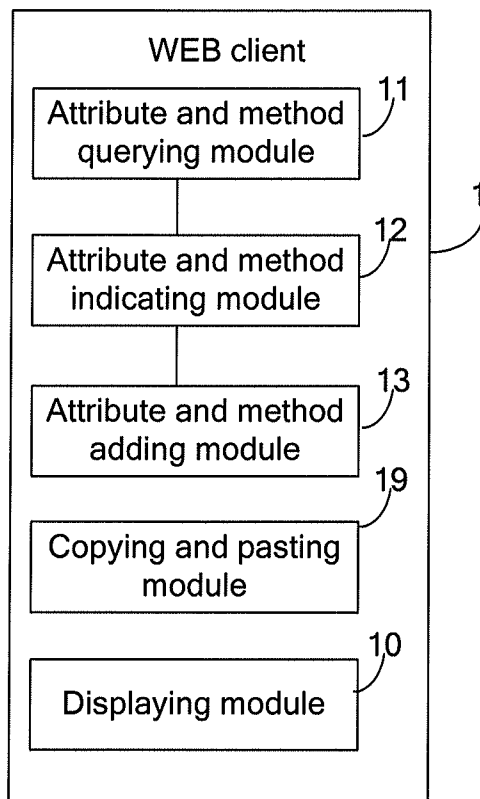 WEB client
11
Attribute and method
querying module
1
12
Attribute and method
indicating module
13
Attribute and method
adding module
19
Copying and pasting
module
10
Displaying module